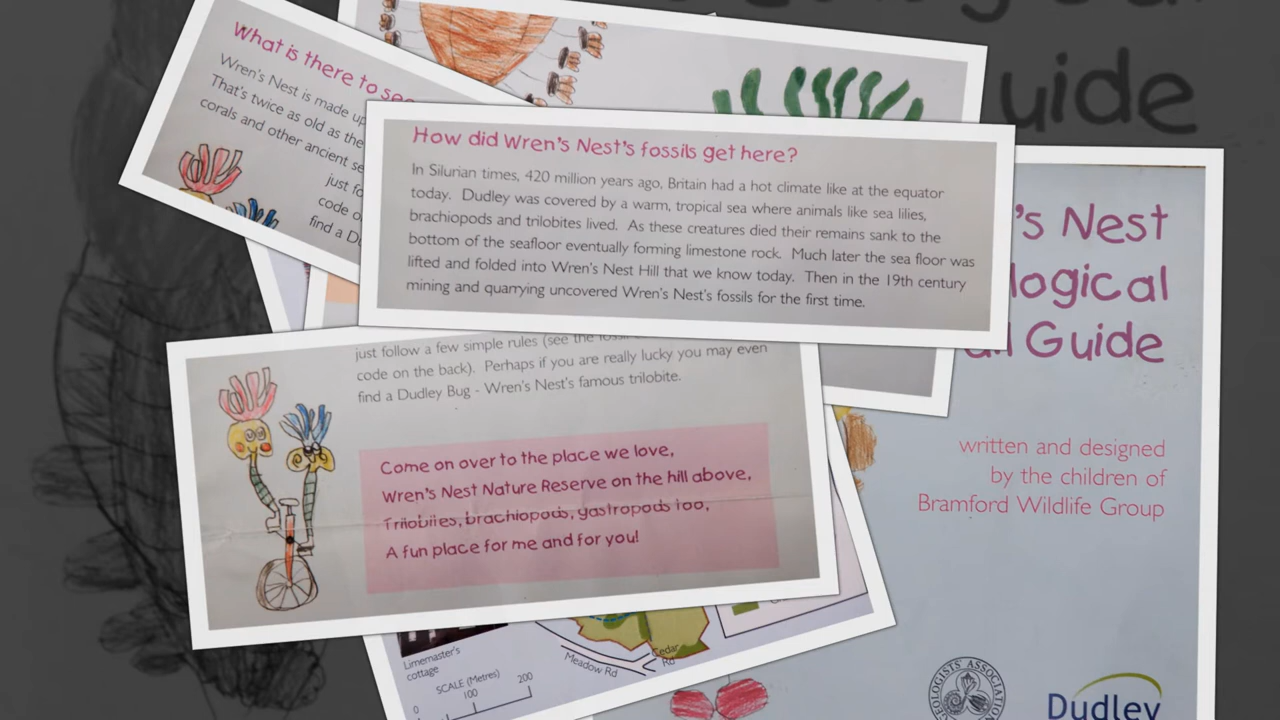 uide
What is there to see
Wren's Nest is made up
That's twice as old as the
corals and other ancient se
just fo
code o
find a Du
How did Wren's Nest's fossils get here?
In Silurian times, 420 million years ago, Britain had a hot climate like at the equator
today. Dudley was covered by a warm, tropical sea where animals like sea lilies,
brachiopods and trilobites lived. As these creatures died their remains sank to the
bottom of the seafloor eventually forming limestone rock. Much later the sea floor was
lifted and folded into Wren's Nest Hill that we know today. Then in the 19th century
mining and quarrying uncovered Wren's Nest's fossils for the first time.
's Nest
logical
Guide
written and designed
by the children of
Bramford Wildlife Group
just follow a few simple rules (see the
code on the back). Perhaps if you are really lucky you may even
find a Dudley Bug - Wren's Nest's famous trilobite.
Come on over to the place we love,
Wren's Nest Nature Reserve on the hill above,
Trilobites, brachiopods, gastropods too,
A fun place for me and for you!
Limemaster's
cottage
Meadow Rd
Cedar
Rd
SCALE (Metres)
0 100 200
GEOLOGISTS' ASSOCIATION
Dudley